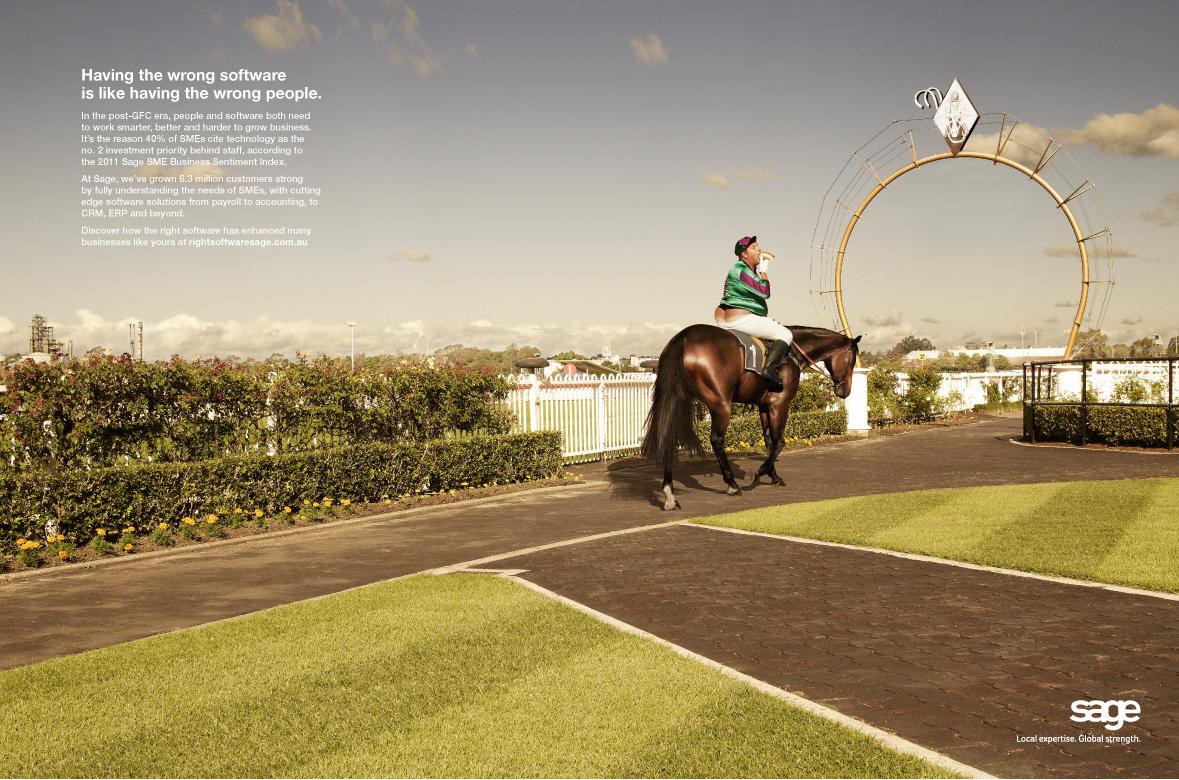 Having the wrong software
is like having the wrong people.
In the post-GFC era, people and software both need
to work smarter, better and harder to grow business.
It's the reason 40% of SMEs cite technology as the
no. 2 investment priority behind staff, according to
the 2011 Sage SME Business Sentiment Index.
At Sage, we've grown 6.3 million customers strong
by fully understanding the needs of SMEs, with cutting
edge software solutions from payroll to accounting, to
CRM, ERP and beyond.
Discover how the right software has enhanced many
businesses like yours at rightsoftwaresage.com.au
sage
Local expertise. Global strength.